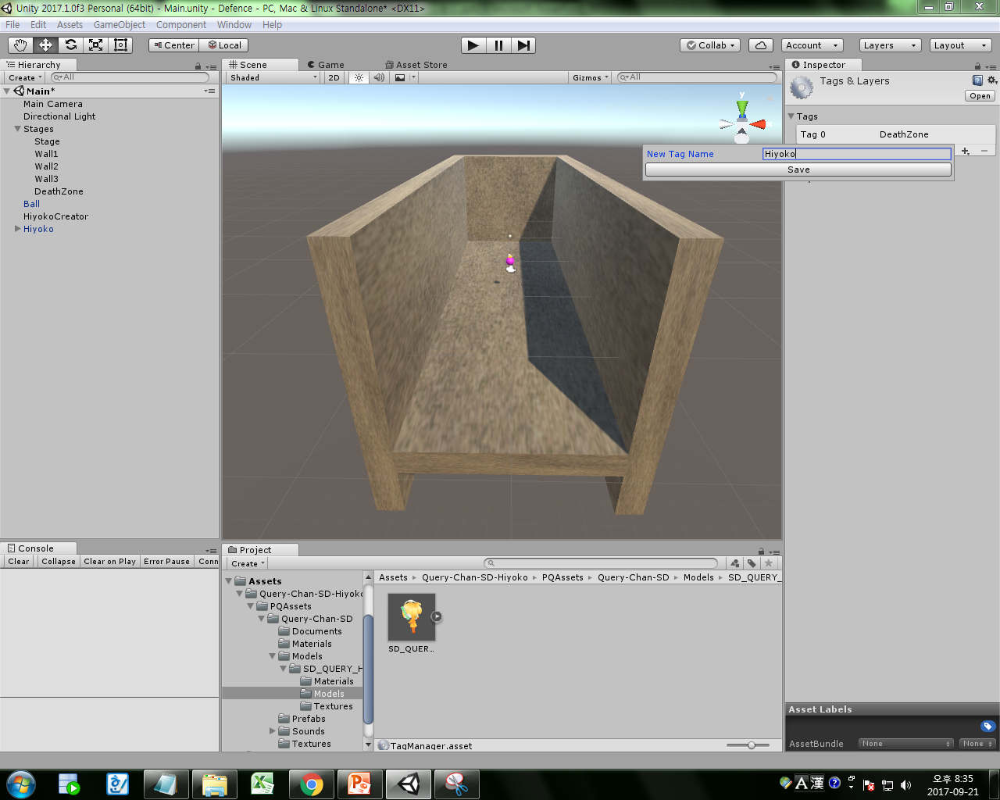 Unity 2017.1.0f3 Personal (64bit) - Main.unity - Defence - PC, Mac & Linux Standalone* <DX11>
File Edit Assets GameObject Component Window Help
Center Local Collab Account Layers Layout
Hierarchy
Create All
Main*
Main Camera
Directional Light
Stages
Stage
Wall1
Wall2
Wall3
DeathZone
Ball
HiyokoCreator
Hiyoko
Scene Game Asset Store
Shaded 2D Gizmos All
y
Inspector
Tags & Layers
Open
Tags
Tag 0 DeathZone
New Tag Name Hiyoko
Save
Console
Clear Collapse Clear on Play Error Pause Conn
Project
Create
Assets
Query-Chan-SD-Hiyoko
PQAssets
Query-Chan-SD
Documents
Materials
Models
SD_QUERY_H
Materials
Models
Textures
Prefabs
Sounds
Textures
Assets Query-Chan-SD-Hiyoko PQAssets Query-Chan-SD Models SD_QUERY_
SD_QUER...
TagManager.asset
Asset Labels
AssetBundle None None
A 漢
오후 8:35
2017-09-21